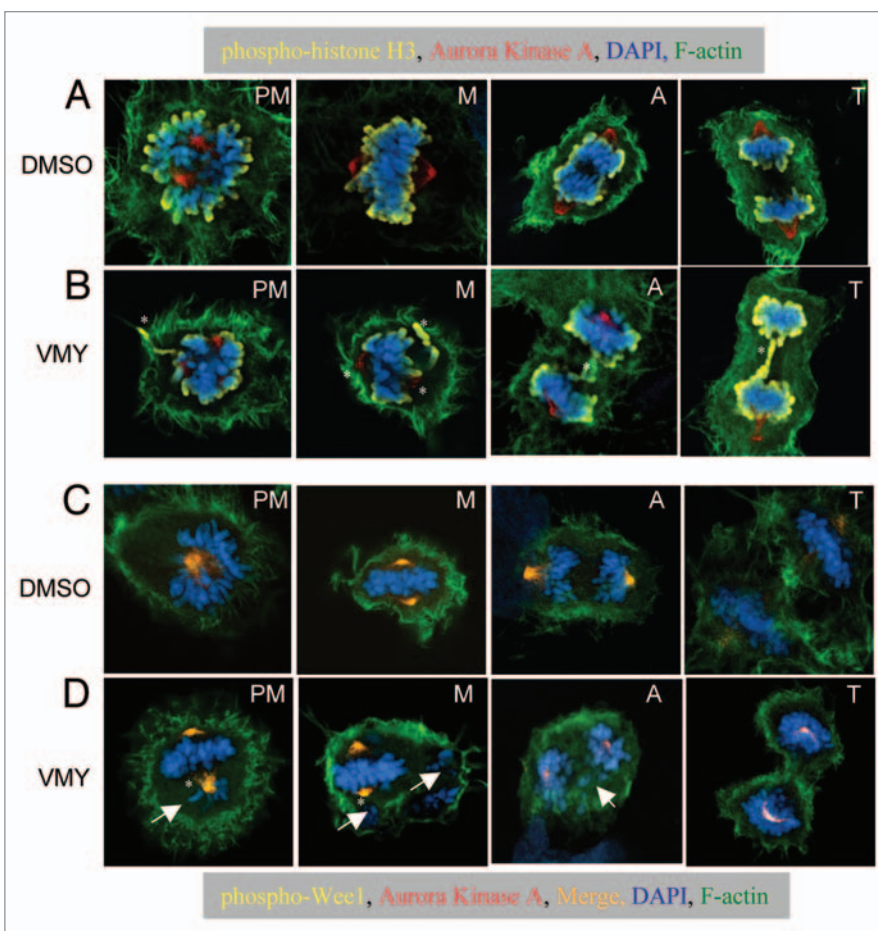 phospho-histone H3, Aurora Kinase A, DAPI, F-actin
A
DMSO
PM
M
A
T
B
VMY
PM
*
M
*
*
*
A
*
T
*
C
DMSO
PM
M
A
T
D
VMY
PM
*
M
*
A
T
phospho-Wee1, Aurora Kinase A, Merge, DAPI, F-actin